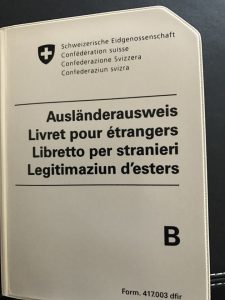 Schweizerische Eidgenossenschaft
Confédération suisse
Confederazione Svizzera
Confederaziun svizra
Ausländerausweis
Livret pour étrangers
Libretto per stranieri
Legitimaziun d'esters
B
Form. 417.003 dfir